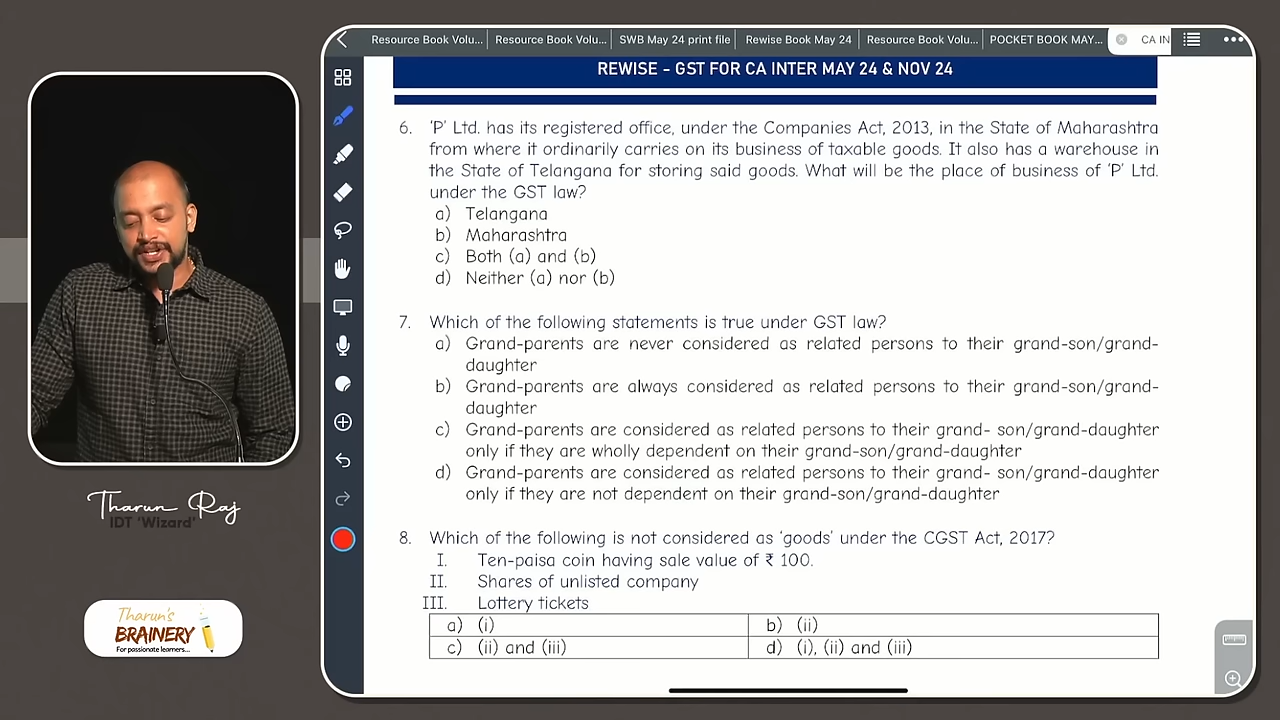 Resource Book Volu... Resource Book Volu... SWB May 24 print file Rewise Book May 24 Resource Book Volu... POCKET BOOK MAY... CA IN
REWISE - GST FOR CA INTER MAY 24 & NOV 24
6. 'P' Ltd. has its registered office, under the Companies Act, 2013, in the State of Maharashtra
from where it ordinarily carries on its business of taxable goods. It also has a warehouse in
the State of Telangana for storing said goods. What will be the place of business of 'P' Ltd.
under the GST law?
a) Telangana
b) Maharashtra
c) Both (a) and (b)
d) Neither (a) nor (b)
7. Which of the following statements is true under GST law?
a) Grand-parents are never considered as related persons to their grand-son/grand-
daughter
b) Grand-parents are always considered as related persons to their grand-son/grand-
daughter
c) Grand-parents are considered as related persons to their grand- son/grand-daughter
only if they are wholly dependent on their grand-son/grand-daughter
d) Grand-parents are considered as related persons to their grand- son/grand-daughter
only if they are not dependent on their grand-son/grand-daughter
8. Which of the following is not considered as 'goods' under the CGST Act, 2017?
I. Ten-paisa coin having sale value of ₹ 100.
II. Shares of unlisted company
III. Lottery tickets
a) (i) b) (ii)
c) (ii) and (iii) d) (i), (ii) and (iii)
Tharun Raj
IDT 'Wizard'
Tharun's
BRAINERY
For passionate learners...